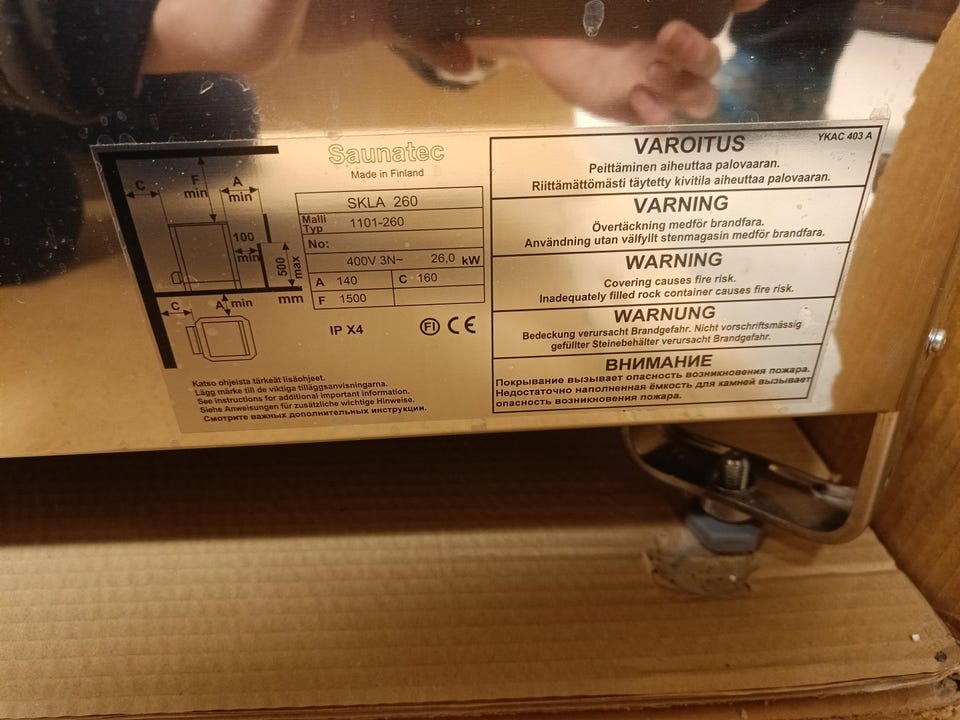 C
F
min
A
min
100
min
500
max
C
A
min
mm
Saunatec
Made in Finland
SKLA 260
Malli
Typ
1101-260
No:
400V 3N~ 26,0 kW
A 140 C 160
F 1500
IP X4 FI CE
Katso ohjeista tärkeät lisäohjeet.
Lägg märke till de viktiga tilläggsanvisningarna.
See instructions for additional important information.
Siehe Anweisungen für zusätzliche wichtige Hinweise.
Смотрите важных дополнительных инструкции.
VAROITUS
YKAC 403 A
Peittäminen aiheuttaa palovaaran.
Riittämättömästi täytetty kivitila aiheuttaa palovaaran.
VARNING
Övertäckning medför brandfara.
Användning utan välfyllt stenmagasin medför brandfara.
WARNING
Covering causes fire risk.
Inadequately filled rock container causes fire risk.
WARNUNG
Bedeckung verursacht Brandgefahr. Nicht vorschriftsmässig
gefüllter Steinebehälter verursacht Brandgefahr.
ВНИМАНИЕ
Покрывание вызывает опасность возникновения пожара.
Недостаточно наполненная ёмкость для камней вызывает
опасность возникновения пожара.